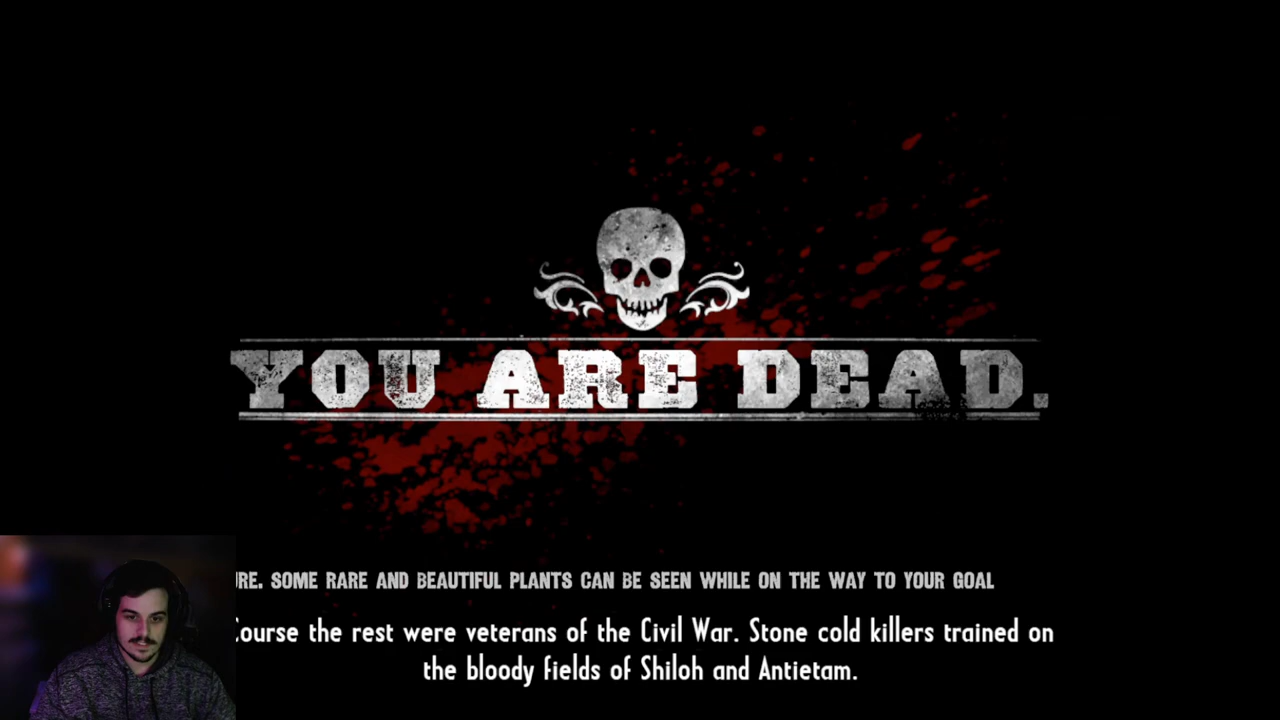 YOU ARE DEAD.
SOME RARE AND BEAUTIFUL PLANTS CAN BE SEEN WHILE ON THE WAY TO YOUR GOAL
Course the rest were veterans of the Civil War. Stone cold killers trained on
the bloody fields of Shiloh and Antietam.